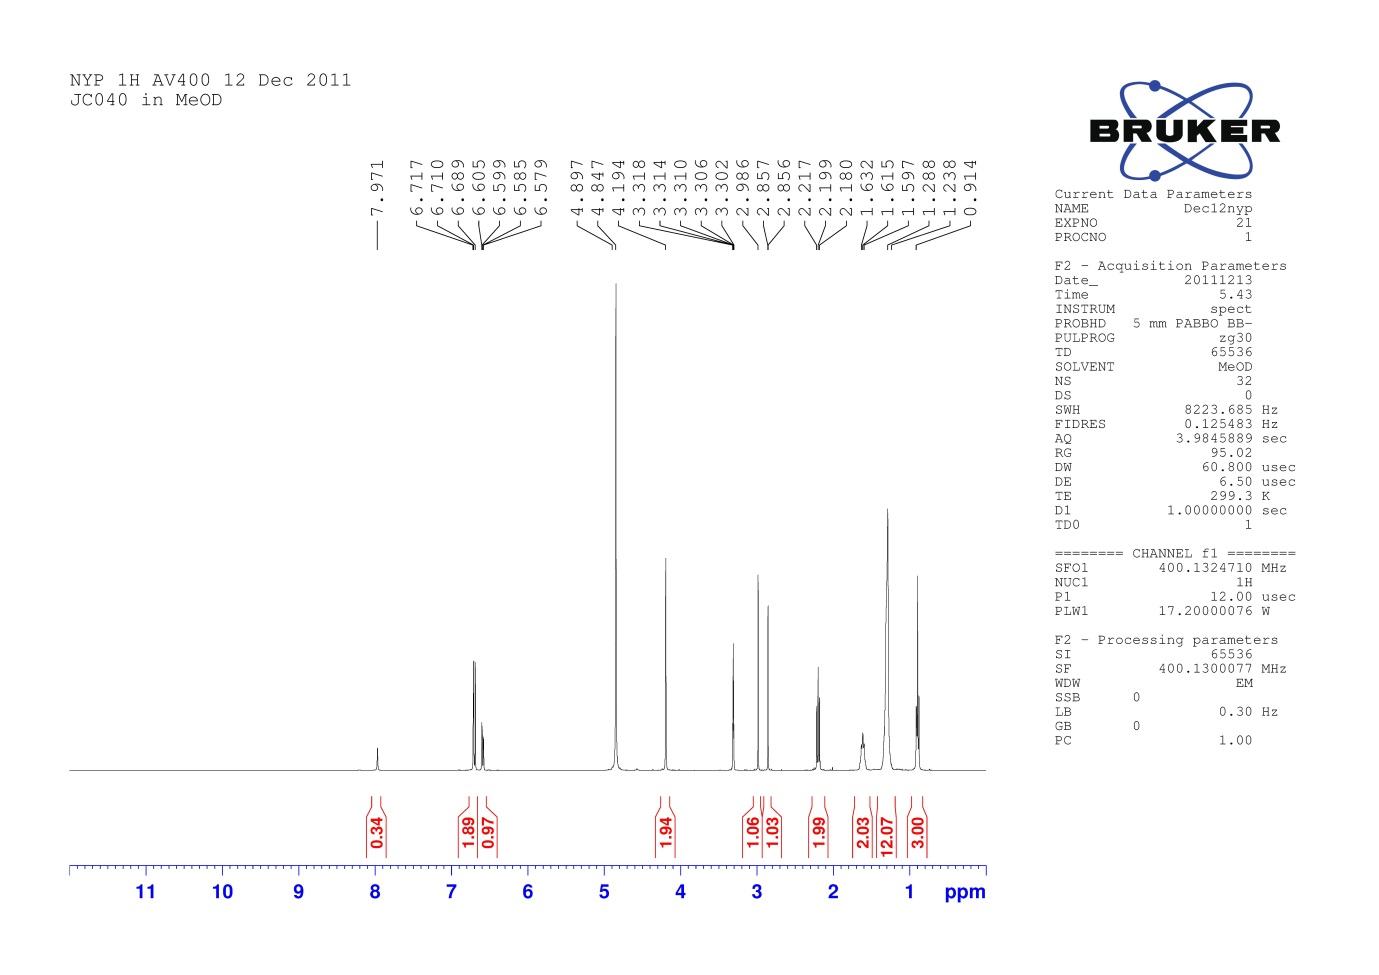 NYP 1H AV400 12 Dec 2011
JC040 in MeOD
BRUKER
7.971
6.717
6.710
6.689
6.605
6.599
6.585
6.579
4.897
4.847
4.194
3.318
3.314
3.310
3.306
3.302
2.986
2.857
2.856
2.217
2.199
2.180
1.632
1.615
1.597
1.288
1.238
0.914
Current Data Parameters
NAME Dec12nyp
EXPNO 21
PROCNO 1
F2 - Acquisition Parameters
Date_ 20111213
Time 5.43
INSTRUM spect
PROBHD 5 mm PABBO BB-
PULPROG zg30
TD 65536
SOLVENT MeOD
NS 32
DS 0
SWH 8223.685 Hz
FIDRES 0.125483 Hz
AQ 3.9845889 sec
RG 95.02
DW 60.800 usec
DE 6.50 usec
TE 299.3 K
D1 1.00000000 sec
TD0 1
======== CHANNEL f1 ========
SFO1 400.1324710 MHz
NUC1 1H
P1 12.00 usec
PLW1 17.20000076 W
F2 - Processing parameters
SI 65536
SF 400.1300077 MHz
WDW EM
SSB 0
LB 0.30 Hz
GB 0
PC 1.00
0.34
1.89
0.97
1.94
1.06
1.03
1.99
2.03
12.07
3.00
11 10 9 8 7 6 5 4 3 2 1 ppm